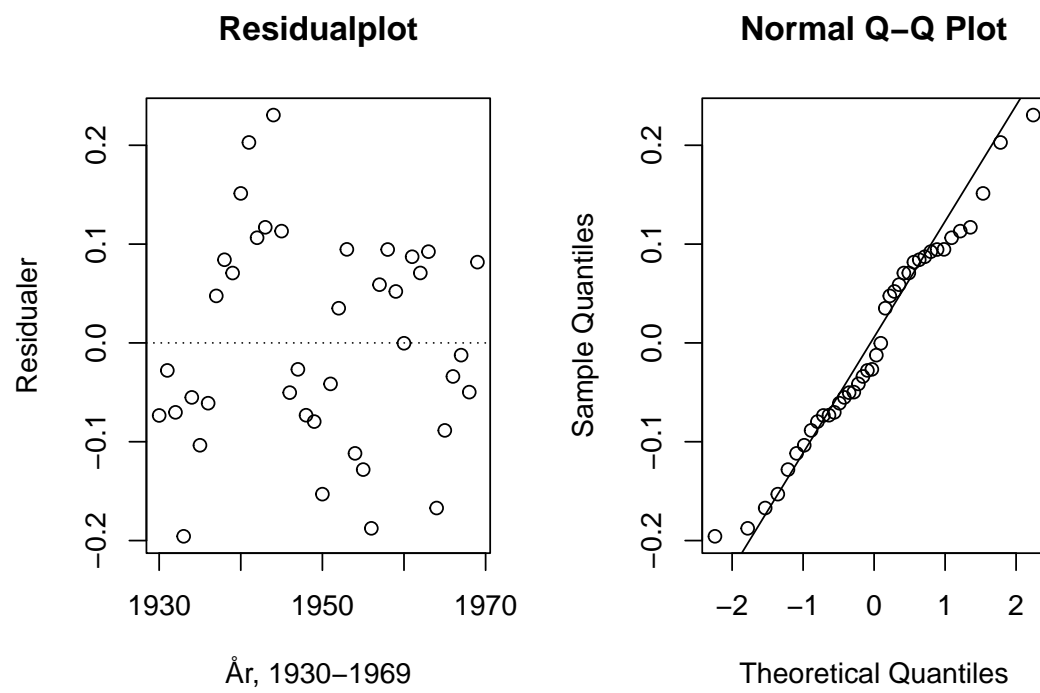 Residualplot
Residualer
0.2
0.1
0.0
−0.1
−0.2
1930 1950 1970
År, 1930−1969
Normal Q−Q Plot
Sample Quantiles
0.2
0.1
0.0
−0.1
−0.2
−2 −1 0 1 2
Theoretical Quantiles